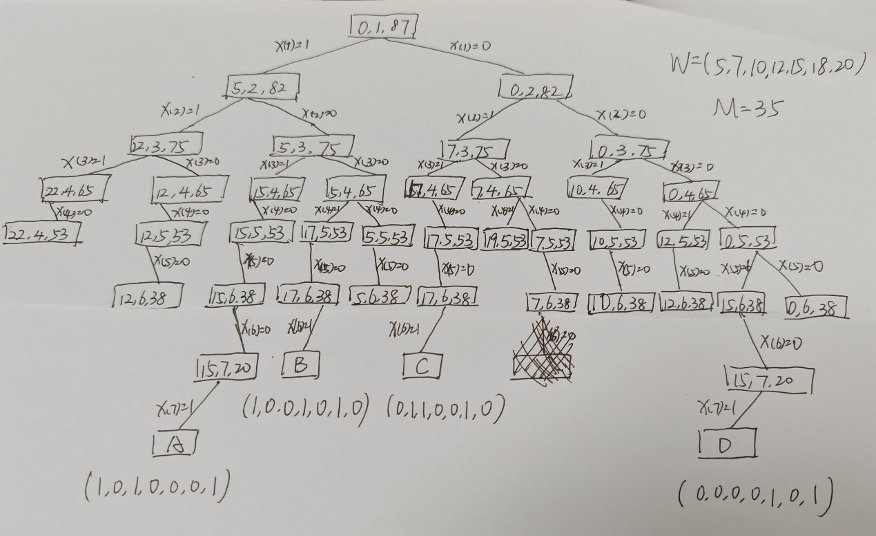 0,1,87
X(1)=1 X(1)=0
W=(5,7,10,12,15,18,20)
M=35
5,2,82 0,2,82
X(2)=1 X(2)=0 X(2)=1 X(2)=0
12,3,75 5,3,75 7,3,75 0,3,75
X(3)=1 X(3)=0 X(3)=1 X(3)=0 X(3)=1 X(3)=0 X(3)=1 X(3)=0
22,4,65 12,4,65 15,4,65 5,4,65 17,4,65 7,4,65 10,4,65 0,4,65
X(4)=0 X(4)=0 X(4)=0 X(4)=1 X(4)=0 X(4)=0 X(4)=1 X(4)=0 X(4)=0 X(4)=1 X(4)=0
22,4,53 12,5,53 15,5,53 17,5,53 5,5,53 17,5,53 19,5,53 7,5,53 10,5,53 12,5,53 0,5,53
X(5)=0 X(5)=0 X(5)=0 X(5)=0 X(5)=0 X(5)=0 X(5)=0 X(5)=0 X(5)=1 X(5)=0
12,6,38 15,6,38 17,6,38 5,6,38 17,6,38 7,6,38 10,6,38 12,6,38 15,6,38 0,6,38
X(6)=0 X(6)=1 X(6)=1 X(6)=0
15,7,20 B C 15,7,20
X(7)=1 (1,0,0,1,0,1,0) (0,1,1,0,0,1,0) X(7)=1
A D
(1,0,1,0,0,0,1) (0,0,0,0,1,0,1)